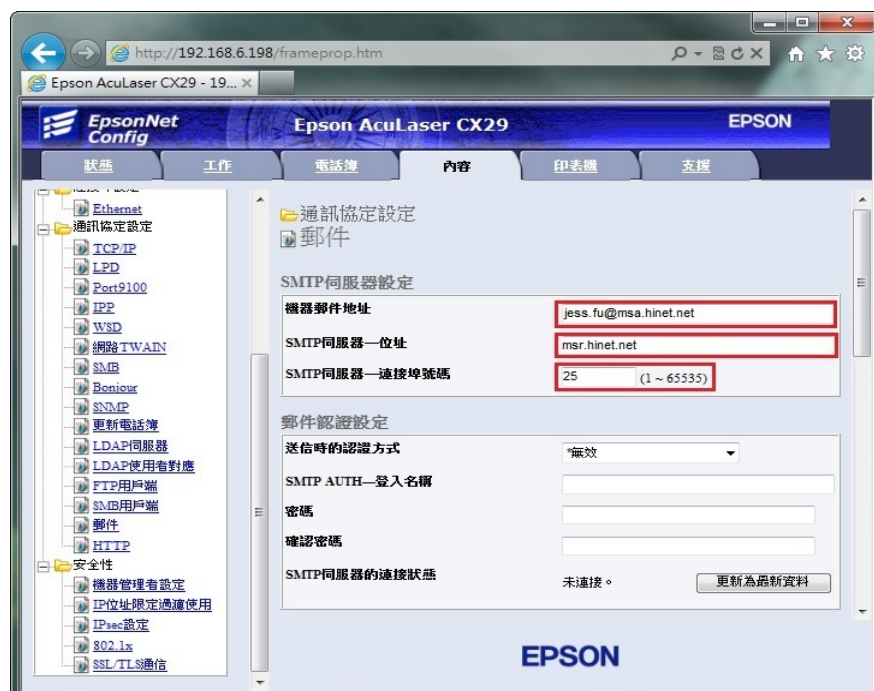 http://192.168.6.198/frameprop.htm
Epson AcuLaser CX29 - 19...
EpsonNet
Config
Epson AcuLaser CX29
EPSON
狀態
工作
電話簿
內容
印表機
支援
Ethernet
通訊協定設定
TCP/IP
LPD
Port9100
IPP
WSD
網路TWAIN
SMB
Bonjour
SNMP
更新電話簿
LDAP伺服器
LDAP使用者對應
FTP用戶端
SMB用戶端
郵件
HTTP
安全性
機器管理者設定
IP位址限定過濾使用
IPsec設定
802.1x
SSL/TLS通信
通訊協定設定
郵件
SMTP伺服器設定
機器郵件地址 jess.fu@msa.hinet.net
SMTP伺服器—位址 msr.hinet.net
SMTP伺服器—連接埠號碼 25 (1 ~ 65535)
郵件認證設定
送信時的認證方式 *無效
SMTP AUTH—登入名稱
密碼
確認密碼
SMTP伺服器的連接狀態 未連接。 更新為最新資料
EPSON